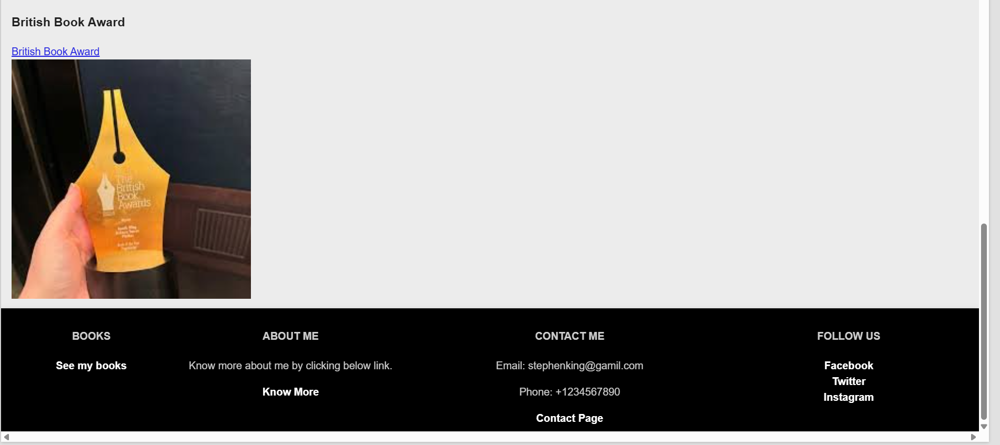 British Book Award
British Book Award
The
British
Book
Awards
BOOKS
See my books
ABOUT ME
Know more about me by clicking below link.
Know More
CONTACT ME
Email: stephenking@gamil.com
Phone: +1234567890
Contact Page
FOLLOW US
Facebook
Twitter
Instagram